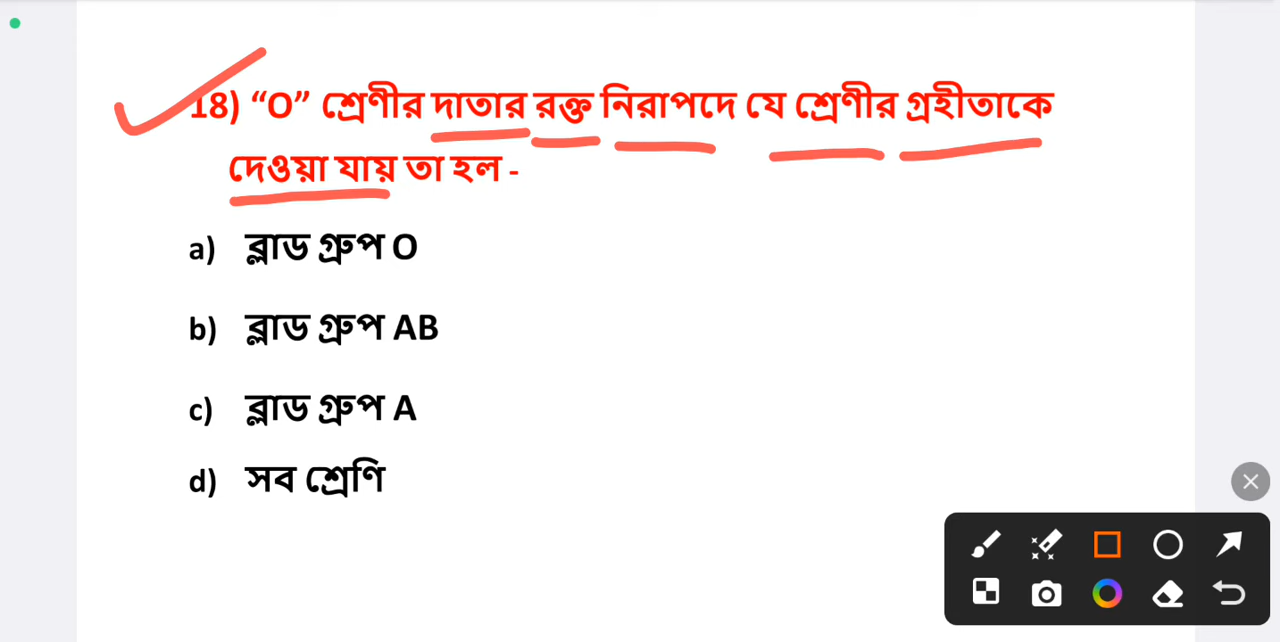 18) “O” শ্রেণীর দাতার রক্ত নিরাপদে যে শ্রেণীর গ্রহীতাকে
দেওয়া যায় তা হল -
a) ব্লাড গ্রুপ O
b) ব্লাড গ্রুপ AB
c) ব্লাড গ্রুপ A
d) সব শ্রেণি